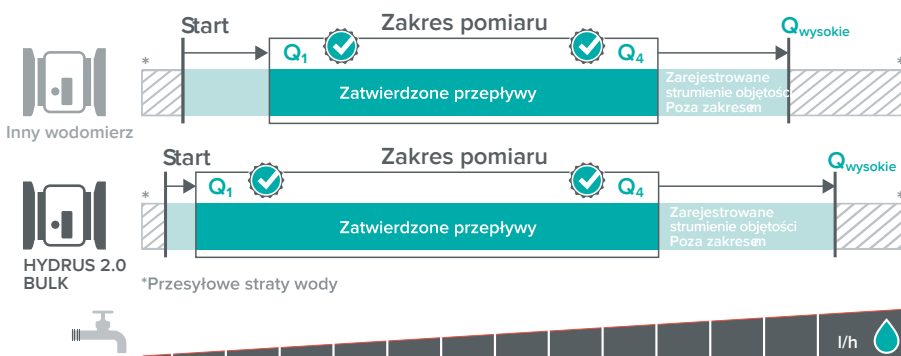 Start
Zakres pomiaru
Qwysokie
Q1
Q4
*
*
Zatwierdzone przepływy
Zarejestrowane
strumienie objętości
Poza zakresem
Inny wodomierz
Start
Zakres pomiaru
Qwysokie
Q1
Q4
*
*
Zatwierdzone przepływy
Zarejestrowane
strumienie objętości
Poza zakresem
HYDRUS 2.0
BULK
*Przesyłowe straty wody
l/h